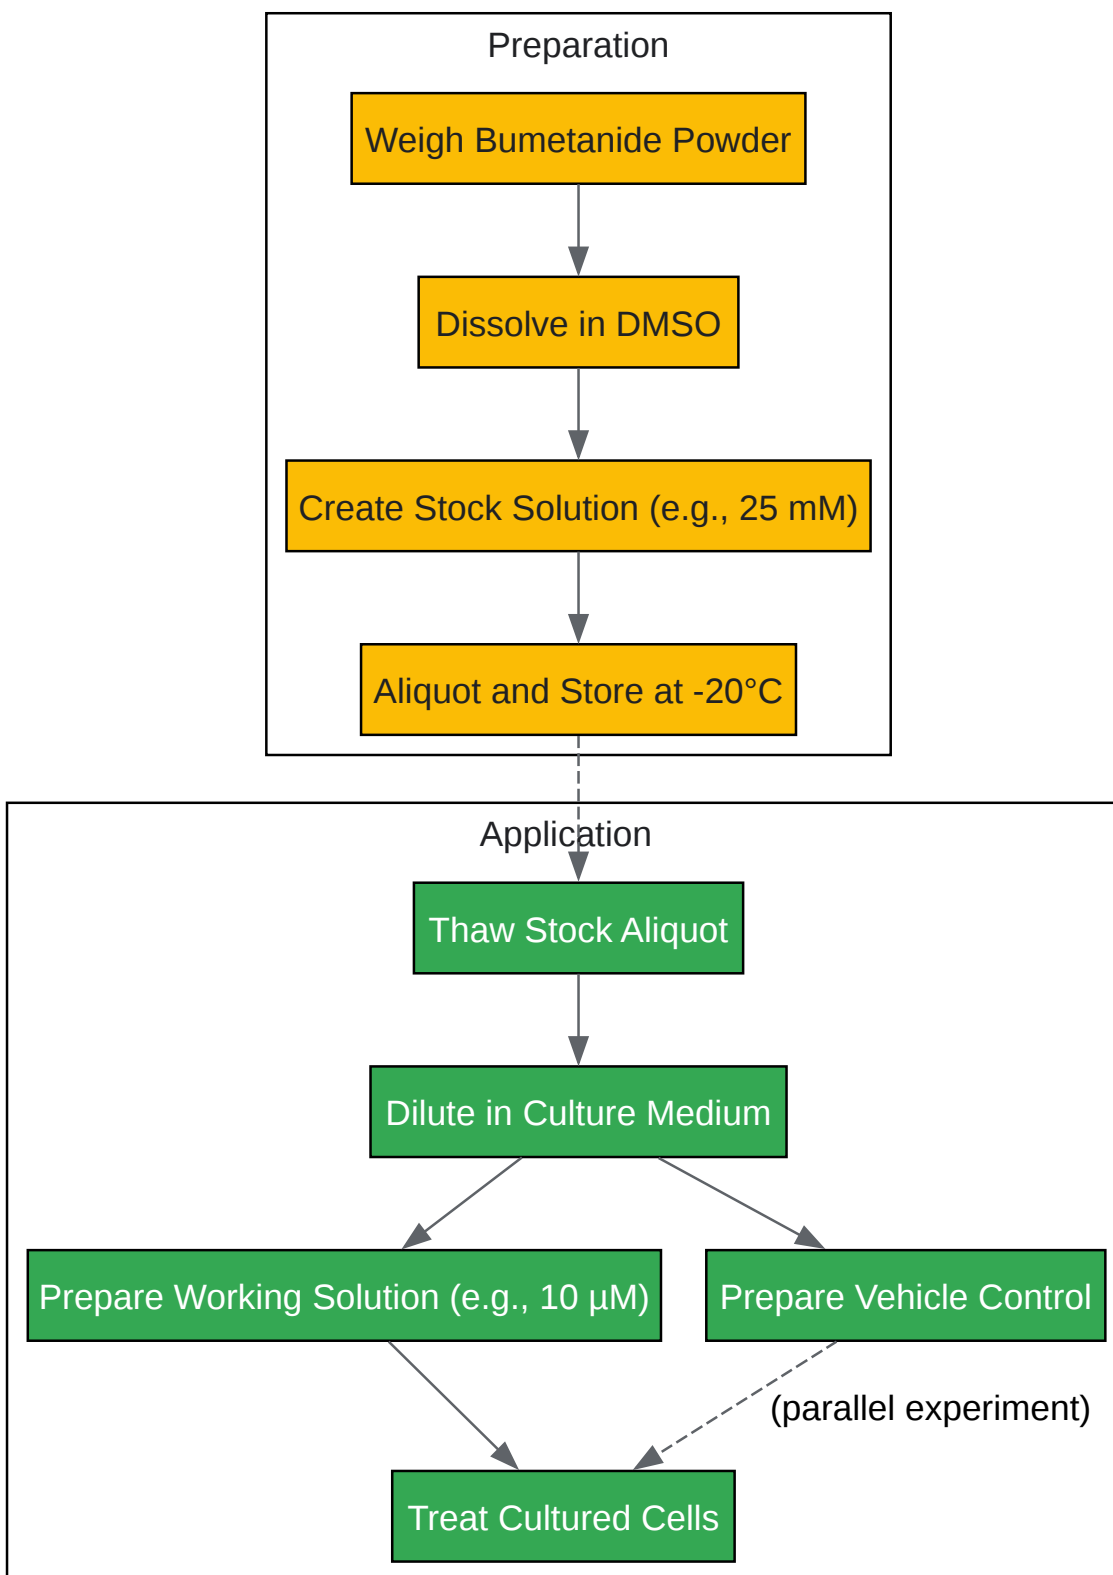 Preparation
Weigh Bumetanide Powder
Dissolve in DMSO
Create Stock Solution (e.g., 25 mM)
Aliquot and Store at -20°C
Application
Thaw Stock Aliquot
Dilute in Culture Medium
Prepare Working Solution (e.g., 10 µM)
Prepare Vehicle Control
(parallel experiment)
Treat Cultured Cells